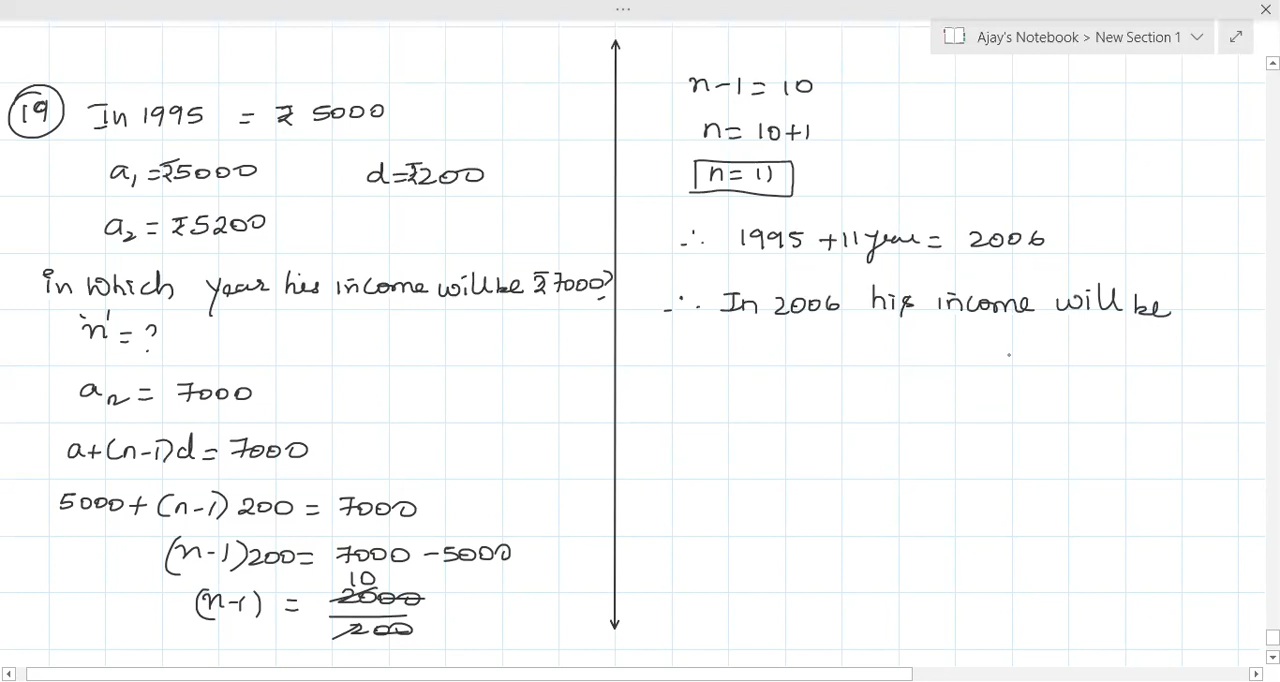 ...
Ajay's Notebook > New Section 1
19 In 1995 = ₹ 5000
a₁ = ₹5000 d = ₹200
a₂ = ₹5200
in which year his income will be ₹7000?
'n' = ?
aₙ = 7000
a+(n-1)d = 7000
5000+(n-1)200 = 7000
(n-1)200 = 7000-5000
10
(n-1) = 2000
200
n-1 = 10
n = 10+1
n = 11
∴ 1995 + 11 year = 2006
∴ In 2006 his income will be